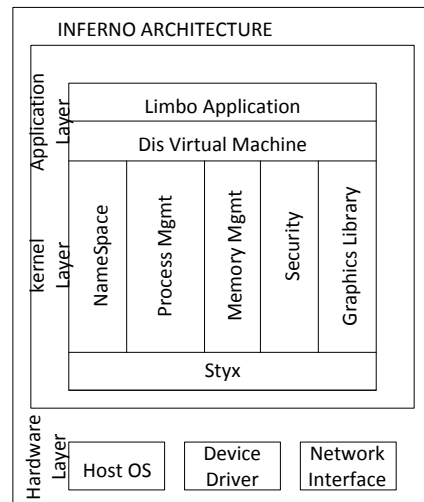 INFERNO ARCHITECTURE
Application
Layer
Limbo Application
Dis Virtual Machine
kernel
Layer
NameSpace
Process Mgmt
Memory Mgmt
Security
Graphics Library
Styx
Hardware
Layer
Host OS
Device
Driver
Network
Interface